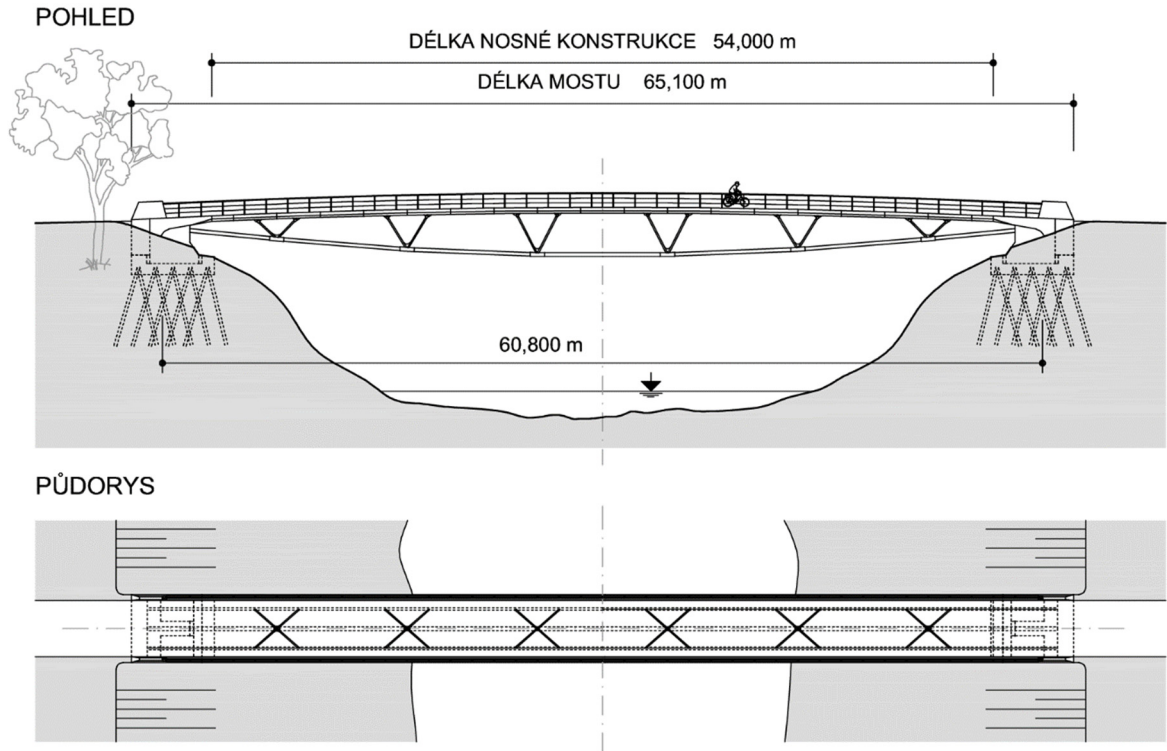 POHLED
DÉLKA NOSNÉ KONSTRUKCE 54,000 m
DÉLKA MOSTU 65,100 m
60,800 m
PŮDORYS